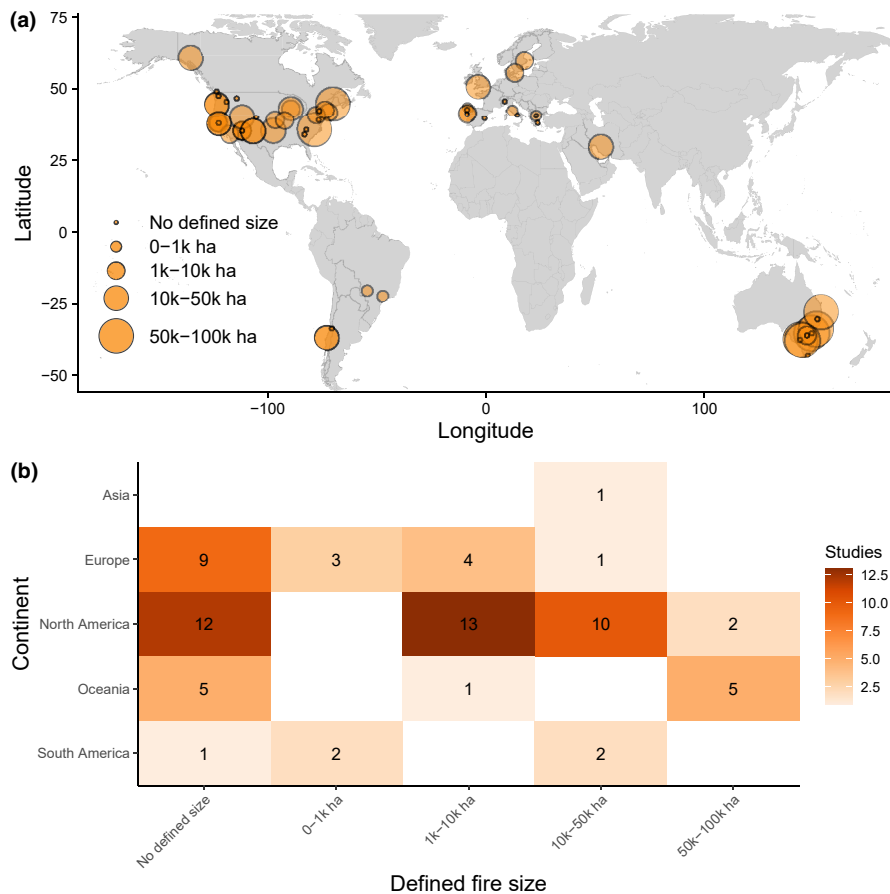 (a)
75
50
25
0
−25
−50
Latitude
No defined size
0−1k ha
1k−10k ha
10k−50k ha
50k−100k ha
−100
0
100
Longitude
(b)
Asia
1
Europe
9
3
4
1
North America
12
13
10
2
Oceania
5
1
5
South America
1
2
2
Continent
No defined size
0−1k ha
1k−10k ha
10k−50k ha
50k−100k ha
Defined fire size
Studies
12.5
10.0
7.5
5.0
2.5